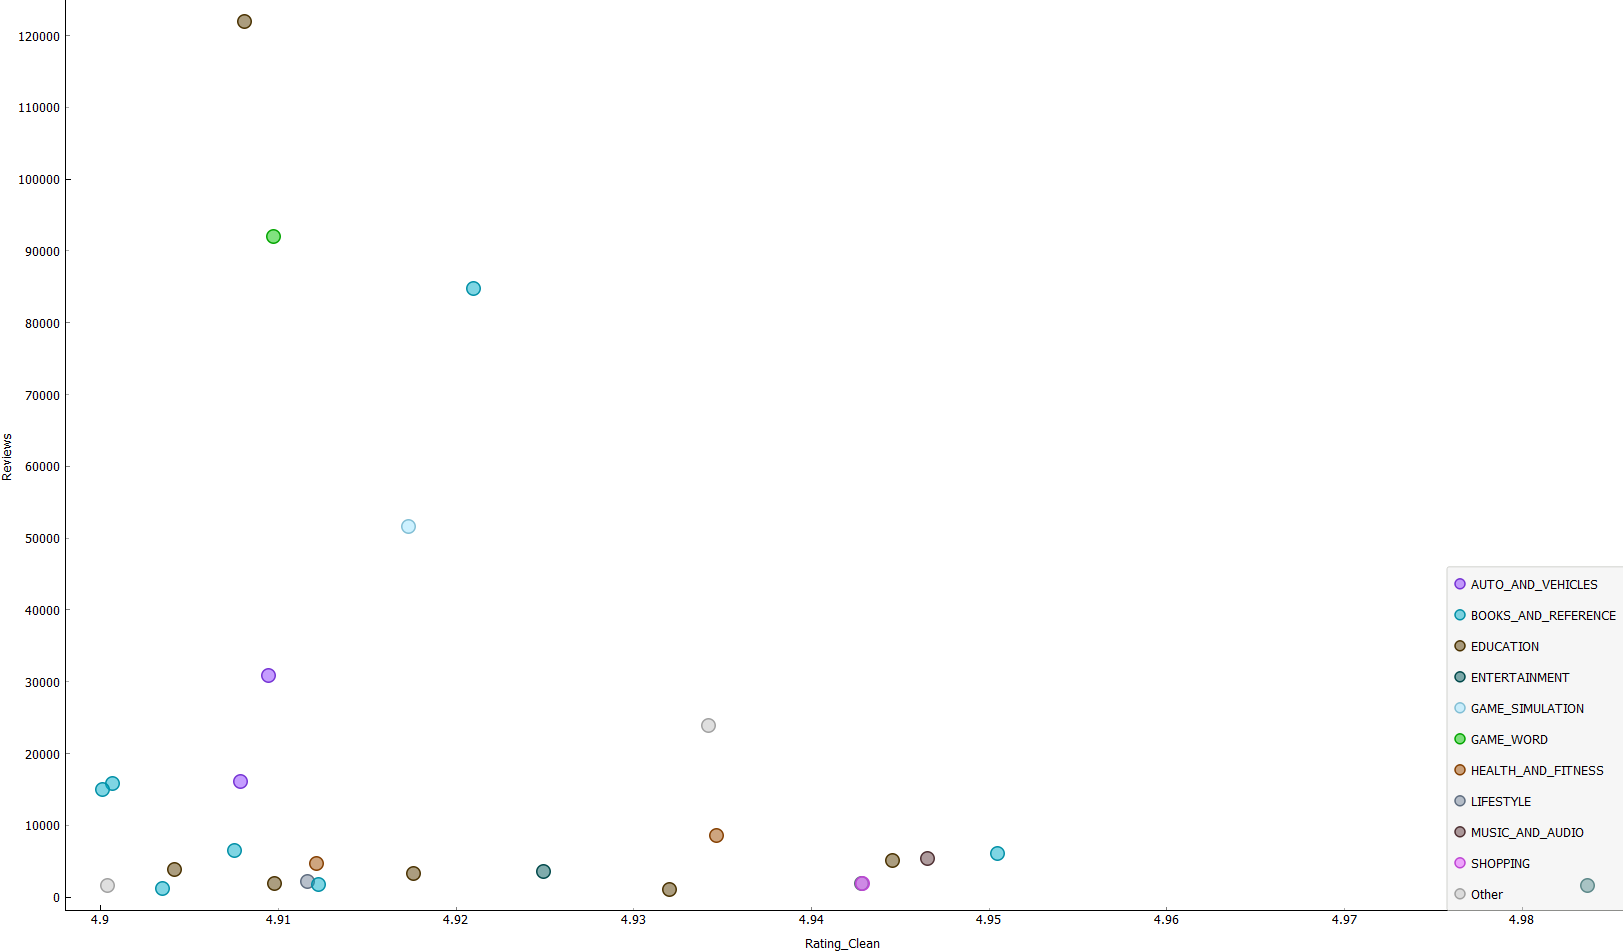 120000
110000
100000
90000
80000
70000
60000
50000
40000
30000
20000
10000
0
Reviews
4.9 4.91 4.92 4.93 4.94 4.95 4.96 4.97 4.98
Rating_Clean
AUTO_AND_VEHICLES
BOOKS_AND_REFERENCE
EDUCATION
ENTERTAINMENT
GAME_SIMULATION
GAME_WORD
HEALTH_AND_FITNESS
LIFESTYLE
MUSIC_AND_AUDIO
SHOPPING
Other